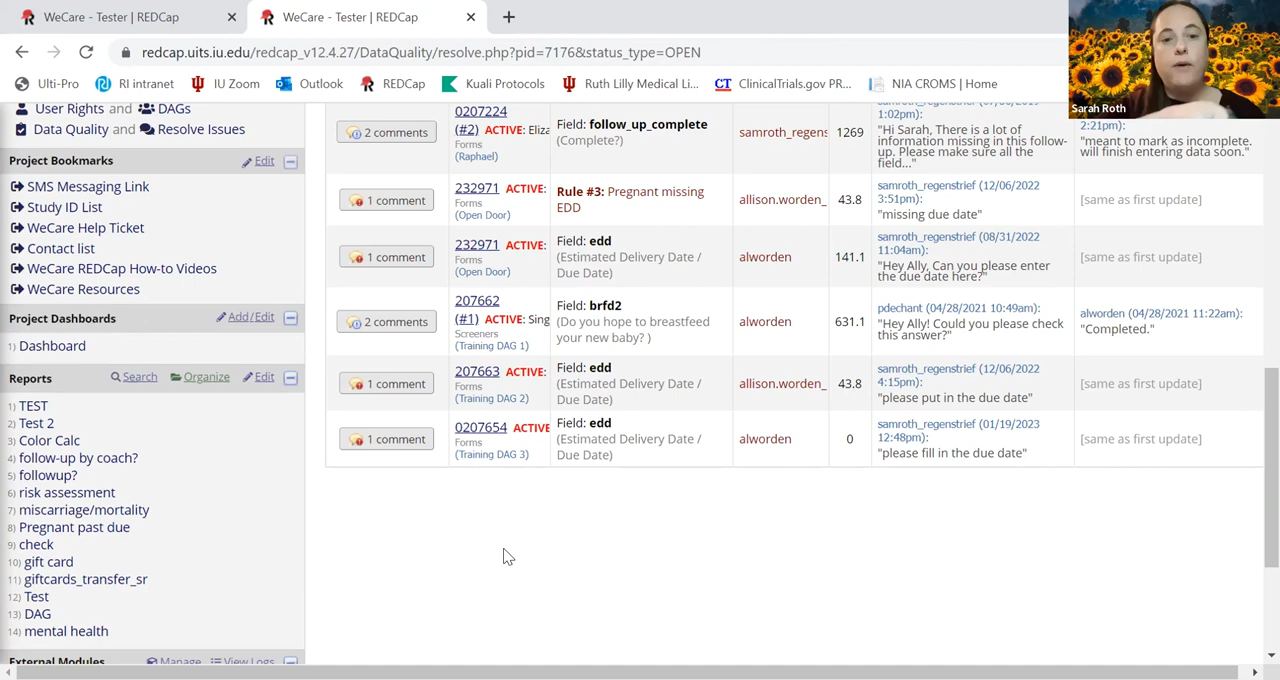 WeCare - Tester | REDCap
WeCare - Tester | REDCap
redcap.uits.iu.edu/redcap_v12.4.27/DataQuality/resolve.php?pid=7176&status_type=OPEN
Ulti-Pro
RI intranet
IU Zoom
Outlook
REDCap
Kuali Protocols
Ruth Lilly Medical Li...
ClinicalTrials.gov PR...
NIA CROMS | Home
Sarah Roth
User Rights and DAGs
Data Quality and Resolve Issues
Project Bookmarks
Edit
SMS Messaging Link
Study ID List
WeCare Help Ticket
Contact list
WeCare REDCap How-to Videos
WeCare Resources
Project Dashboards
Add/Edit
1) Dashboard
Reports
Search
Organize
Edit
1) TEST
2) Test 2
3) Color Calc
4) follow-up by coach?
5) followup?
6) risk assessment
7) miscarriage/mortality
8) Pregnant past due
9) check
10) gift card
11) giftcards_transfer_sr
12) Test
13) DAG
14) mental health
External Modules
Manage
View Logs
2 comments
0207224
(#2) ACTIVE: Eliza
Forms
(Raphael)
Field: follow_up_complete
(Complete?)
samroth_regens
1269
1:02pm):
"Hi Sarah, There is a lot of
information missing in this follow-
up. Please make sure all the
field..."
2:21pm):
"meant to mark as incomplete.
will finish entering data soon."
1 comment
232971 ACTIVE:
Forms
(Open Door)
Rule #3: Pregnant missing
EDD
allison.worden_
43.8
samroth_regenstrief (12/06/2022
3:51pm):
"missing due date"
[same as first update]
1 comment
232971 ACTIVE:
Forms
(Open Door)
Field: edd
(Estimated Delivery Date /
Due Date)
alworden
141.1
samroth_regenstrief (08/31/2022
11:04am):
"Hey Ally, Can you please enter
the due date here?"
[same as first update]
2 comments
207662
(#1) ACTIVE: Sing
Screeners
(Training DAG 1)
Field: brfd2
(Do you hope to breastfeed
your new baby? )
alworden
631.1
pdechant (04/28/2021 10:49am):
"Hey Ally! Could you please check
this answer?"
alworden (04/28/2021 11:22am):
"Completed."
1 comment
207663 ACTIVE:
Forms
(Training DAG 2)
Field: edd
(Estimated Delivery Date /
Due Date)
allison.worden_
43.8
samroth_regenstrief (12/06/2022
4:15pm):
"please put in the due date"
[same as first update]
1 comment
0207654 ACTIVE
Forms
(Training DAG 3)
Field: edd
(Estimated Delivery Date /
Due Date)
alworden
0
samroth_regenstrief (01/19/2023
12:48pm):
"please fill in the due date"
[same as first update]